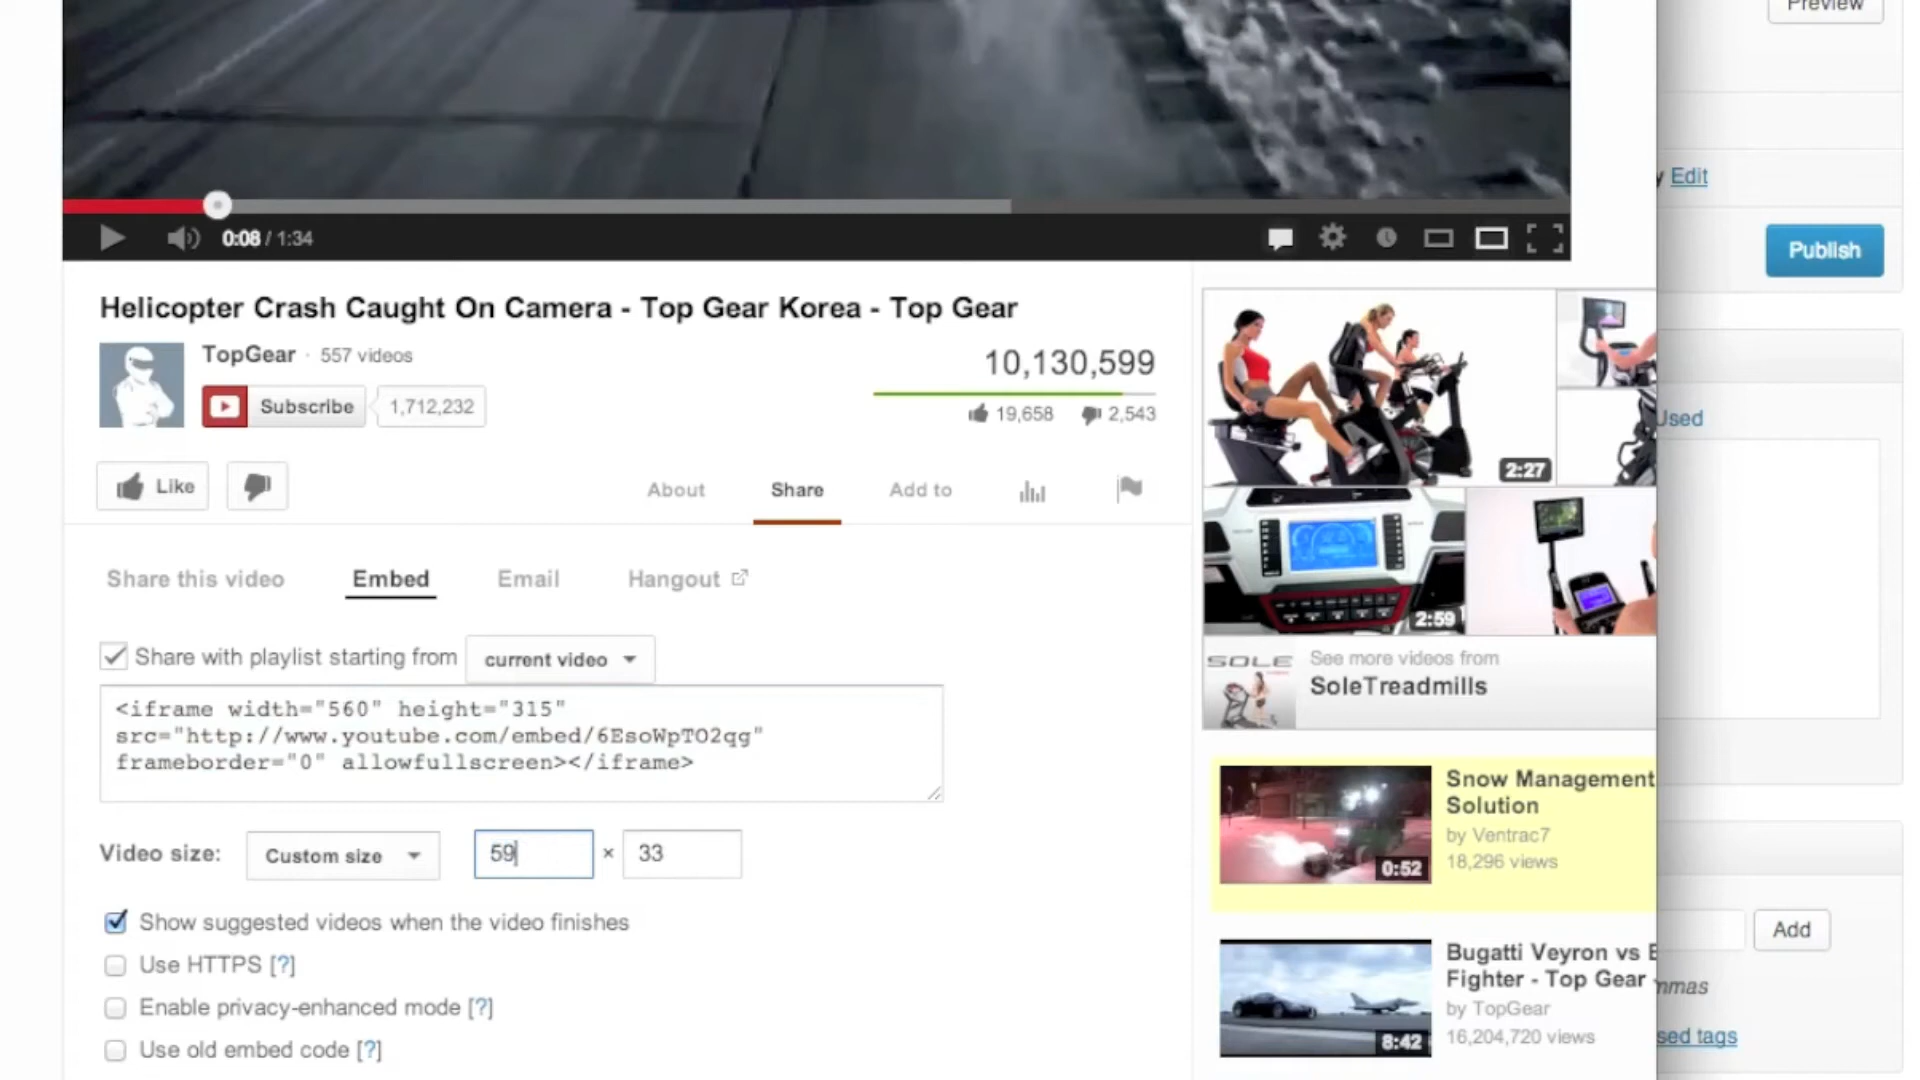 Preview
y Edit
0:08 / 1:34
Publish
Helicopter Crash Caught On Camera - Top Gear Korea - Top Gear
TopGear · 557 videos
10,130,599
Subscribe 1,712,232
19,658 2,543
Used
2:27
Like
About Share Add to
Share this video Embed Email Hangout
2:59
Share with playlist starting from current video
SOLE
See more videos from
SoleTreadmills
<iframe width="560" height="315"
src="http://www.youtube.com/embed/6EsoWpTO2qg"
frameborder="0" allowfullscreen></iframe>
Snow Management
Solution
by Ventrac7
18,296 views
0:52
Video size: Custom size 59 × 33
Show suggested videos when the video finishes
Add
Use HTTPS [?]
Bugatti Veyron vs E
Fighter - Top Gear -
by TopGear
16,204,720 views
8:42
mmas
Enable privacy-enhanced mode [?]
sed tags
Use old embed code [?]